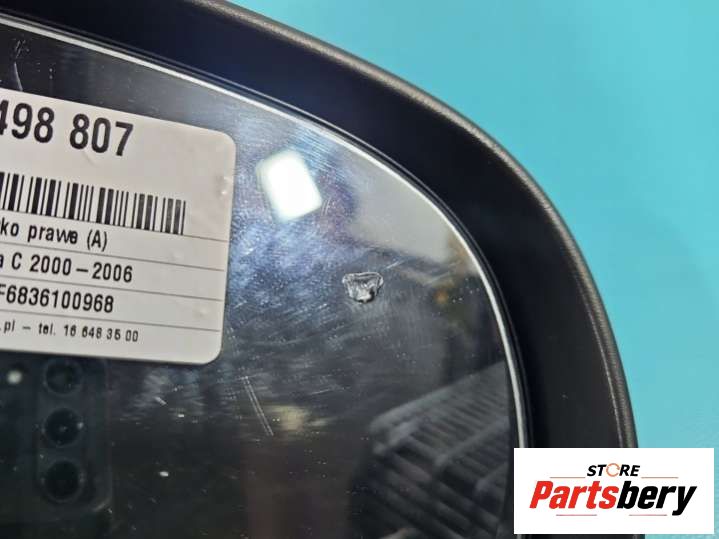 498 807
ko prawe (A)
a C 2000-2006
F6836100968
.pl - tel. 16 648 35 00
STORE
Partsbery